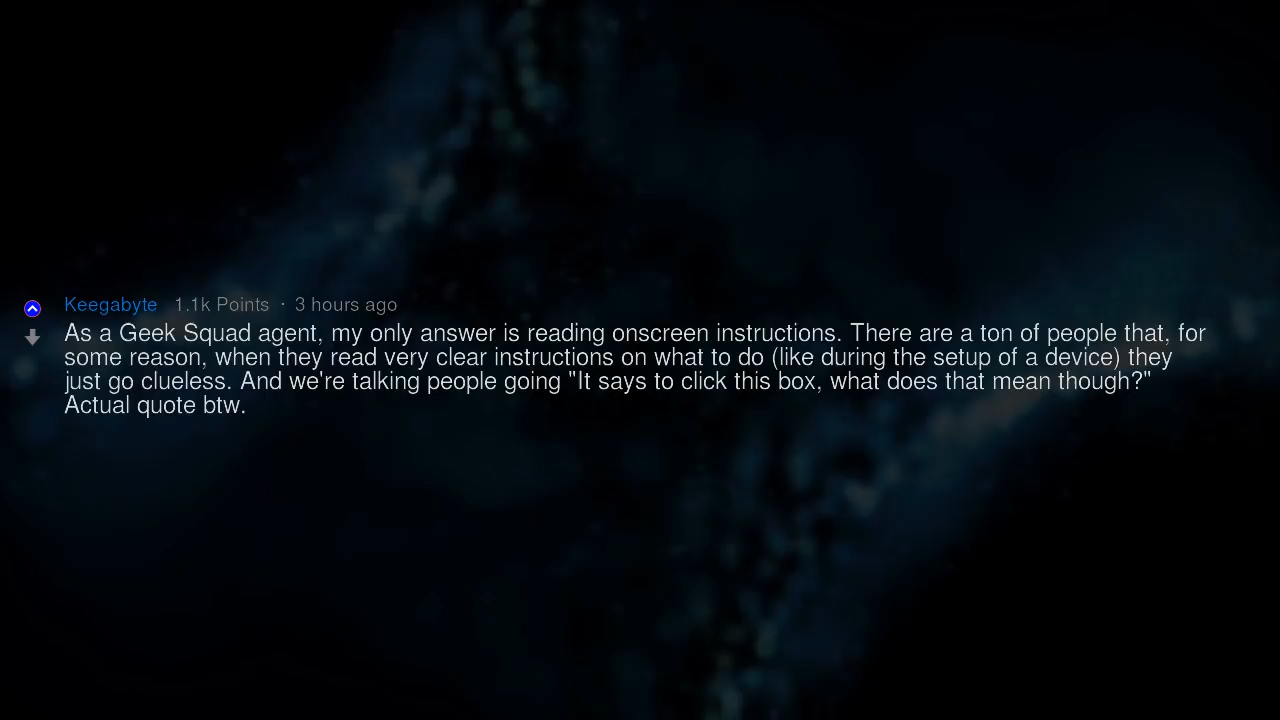 Keegabyte 1.1k Points · 3 hours ago
As a Geek Squad agent, my only answer is reading onscreen instructions. There are a ton of people that, for
some reason, when they read very clear instructions on what to do (like during the setup of a device) they
just go clueless. And we're talking people going "It says to click this box, what does that mean though?"
Actual quote btw.